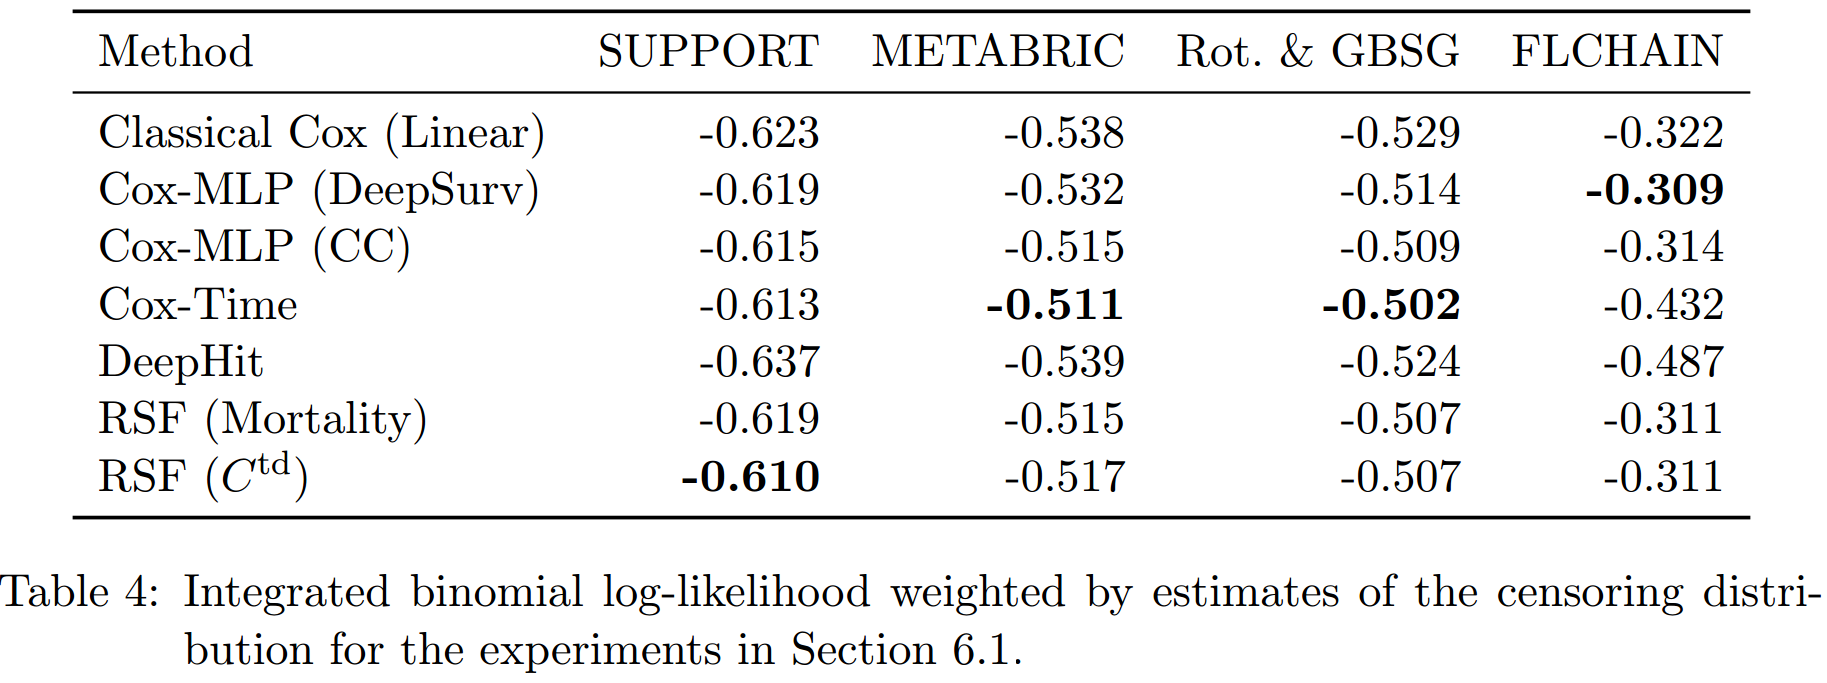 Method SUPPORT METABRIC Rot. & GBSG FLCHAIN
Classical Cox (Linear) -0.623 -0.538 -0.529 -0.322
Cox-MLP (DeepSurv) -0.619 -0.532 -0.514 -0.309
Cox-MLP (CC) -0.615 -0.515 -0.509 -0.314
Cox-Time -0.613 -0.511 -0.502 -0.432
DeepHit -0.637 -0.539 -0.524 -0.487
RSF (Mortality) -0.619 -0.515 -0.507 -0.311
RSF (C^td) -0.610 -0.517 -0.507 -0.311
Table 4: Integrated binomial log-likelihood weighted by estimates of the censoring distri-
bution for the experiments in Section 6.1.